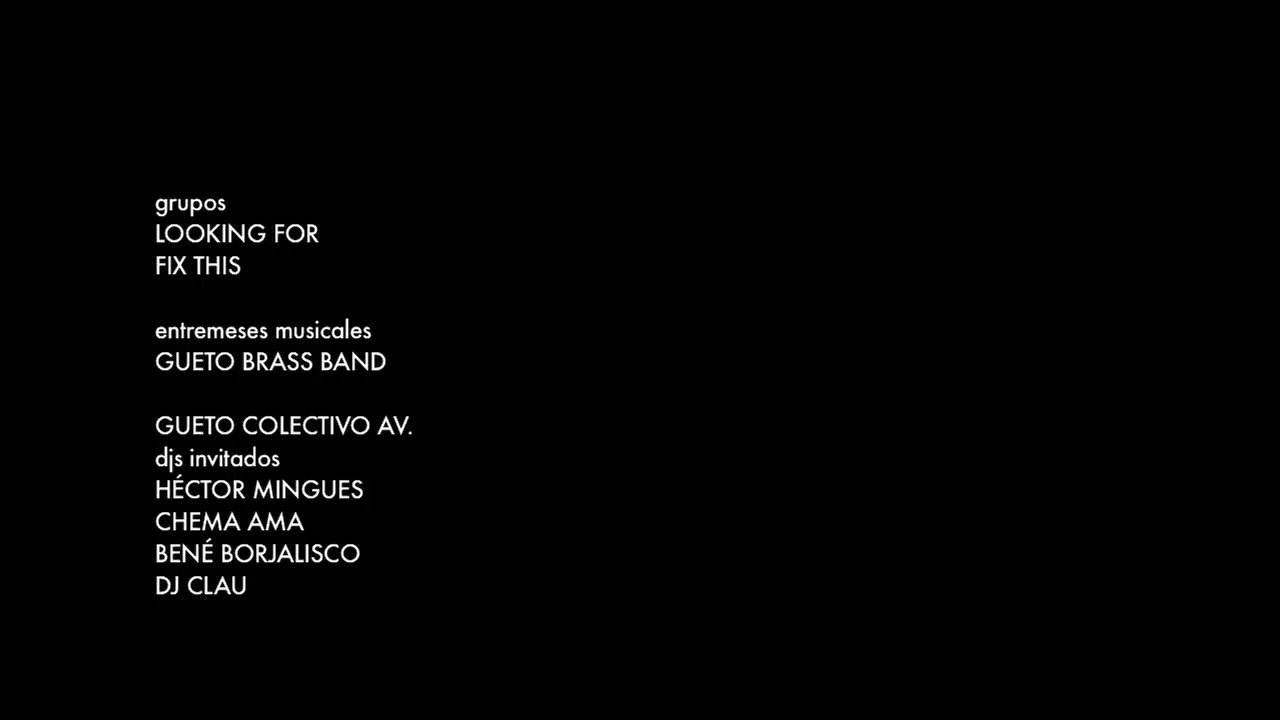 grupos
LOOKING FOR
FIX THIS
entremeses musicales
GUETO BRASS BAND
GUETO COLECTIVO AV.
djs invitados
HÉCTOR MINGUES
CHEMA AMA
BENÉ BORJALISCO
DJ CLAU